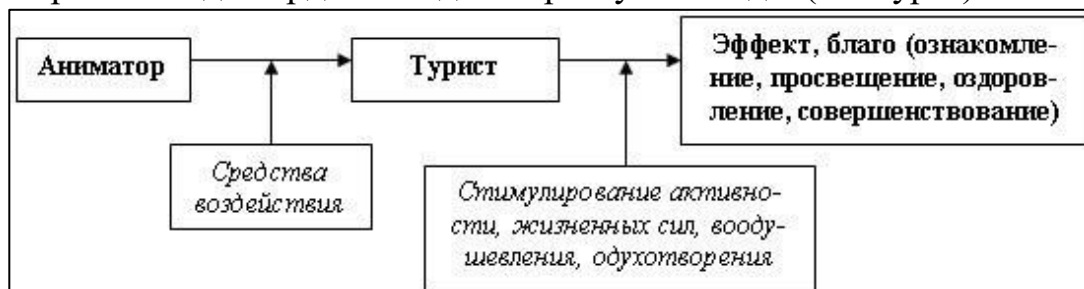 Эффект, благо (ознакомле-
ние, просвещение, оздоров-
ление, совершенствование)
Аниматор
Турист
Средства
воздействия
Стимулирование активно-
сти, жизненных сил, вооду-
шевления, одухотворения